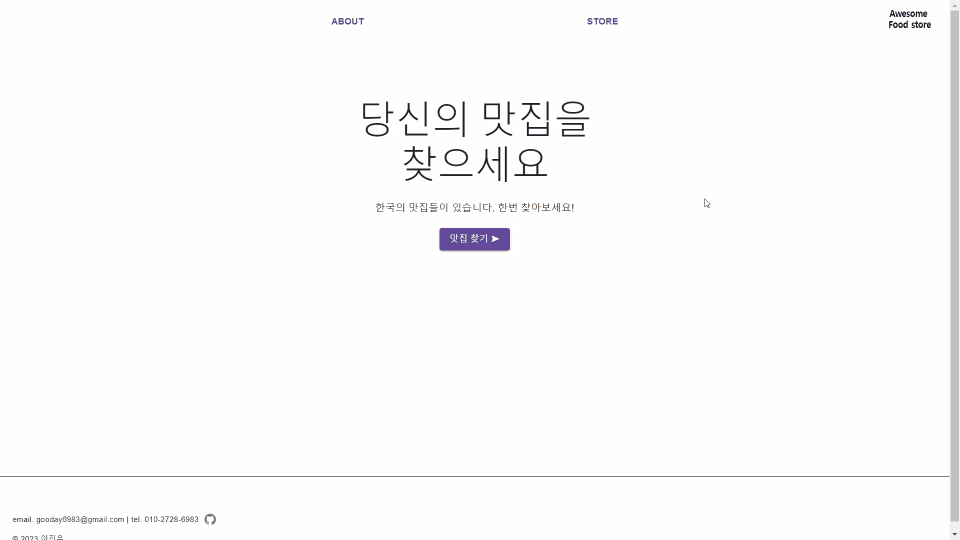 ABOUT
STORE
Awesome
Food store
당신의 맛집을
찾으세요
한국의 맛집들이 있습니다. 한번 찾아보세요!
맛집 찾기 ➤
email. gooday6983@gmail.com | tel. 010-2728-6983
© 2023